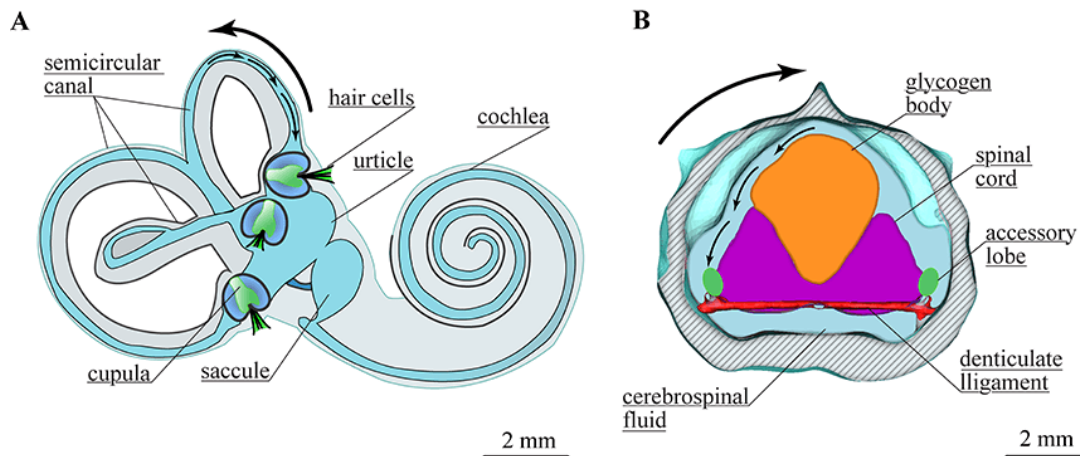 A
semicircular
canal
hair cells
urticle
cochlea
cupula
saccule
2 mm
B
glycogen
body
spinal
cord
accessory
lobe
denticulate
lligament
cerebrospinal
fluid
2 mm